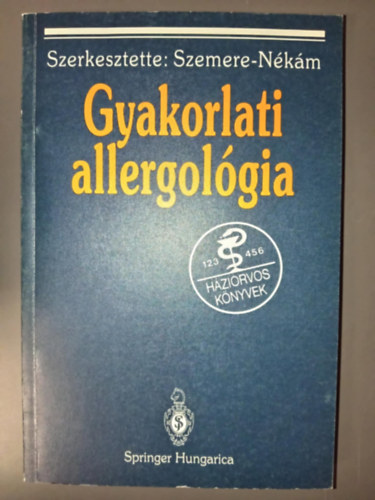 Szerkesztette: Szemere-Nékám
Gyakorlati
allergológia
123 456
HÁZIORVOS
KÖNYVEK
Springer Hungarica